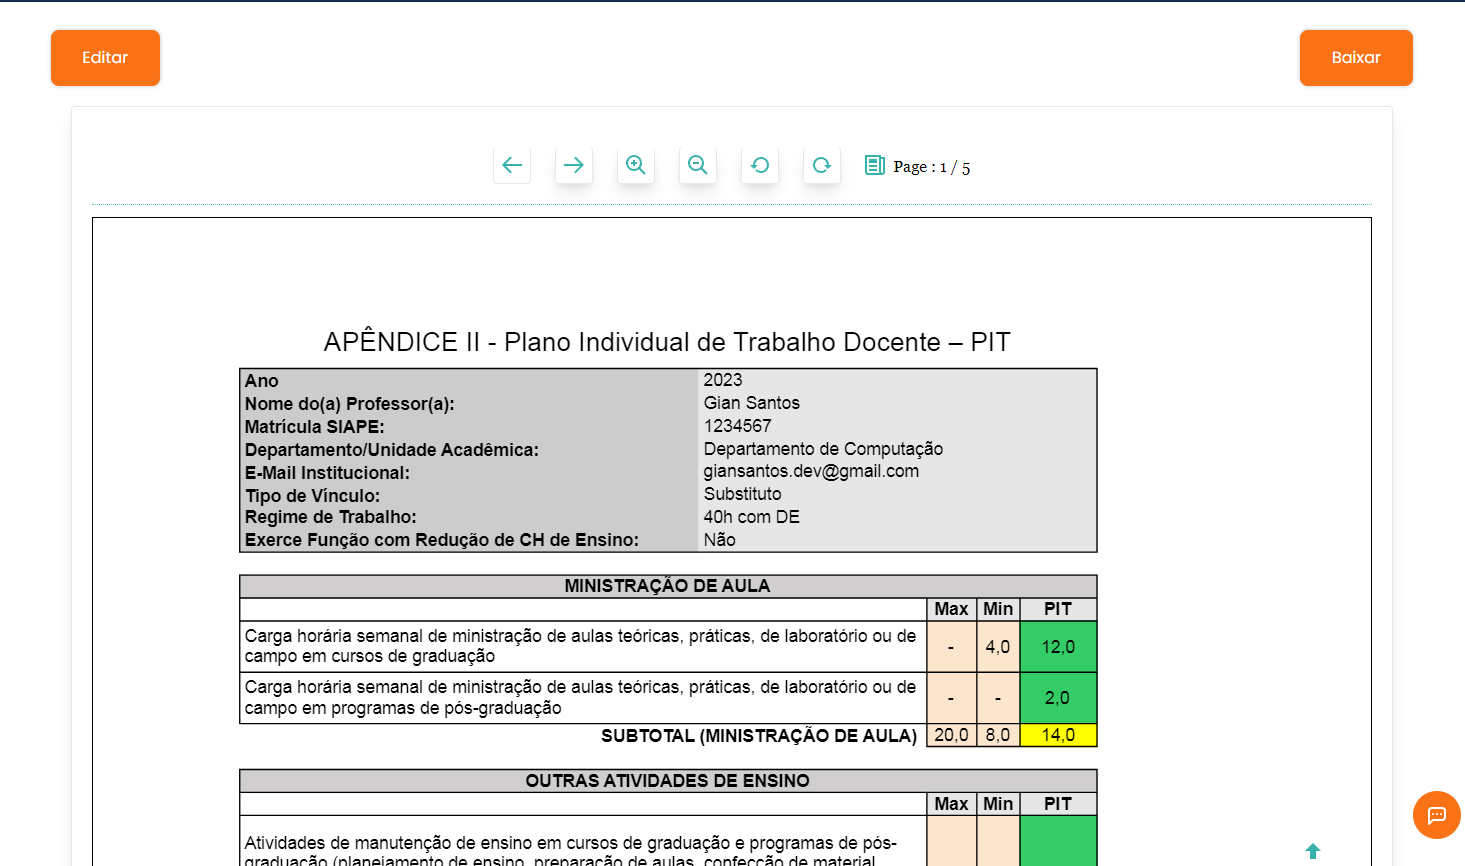 Editar
Baixar
Page : 1 / 5
APÊNDICE II - Plano Individual de Trabalho Docente – PIT
Ano 2023
Nome do(a) Professor(a): Gian Santos
Matrícula SIAPE: 1234567
Departamento/Unidade Acadêmica: Departamento de Computação
E-Mail Institucional: giansantos.dev@gmail.com
Tipo de Vínculo: Substituto
Regime de Trabalho: 40h com DE
Exerce Função com Redução de CH de Ensino: Não
MINISTRAÇÃO DE AULA
Max Min PIT
Carga horária semanal de ministração de aulas teóricas, práticas, de laboratório ou de
campo em cursos de graduação
- 4,0 12,0
Carga horária semanal de ministração de aulas teóricas, práticas, de laboratório ou de
campo em programas de pós-graduação
- - 2,0
SUBTOTAL (MINISTRAÇÃO DE AULA) 20,0 8,0 14,0
OUTRAS ATIVIDADES DE ENSINO
Max Min PIT
Atividades de manutenção de ensino em cursos de graduação e programas de pós-
graduação (planejamento de ensino, preparação de aulas, confecção de material